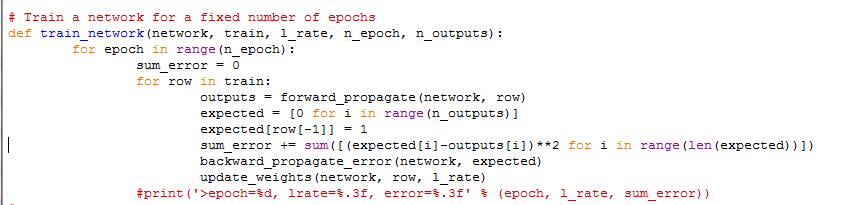 # Train a network for a fixed number of epochs
def train_network(network, train, l_rate, n_epoch, n_outputs):
        for epoch in range(n_epoch):
                sum_error = 0
                for row in train:
                        outputs = forward_propagate(network, row)
                        expected = [0 for i in range(n_outputs)]
                        expected[row[-1]] = 1
                        sum_error += sum([(expected[i]-outputs[i])**2 for i in range(len(expected))])
                        backward_propagate_error(network, expected)
                        update_weights(network, row, l_rate)
                #print('>epoch=%d, lrate=%.3f, error=%.3f' % (epoch, l_rate, sum_error))